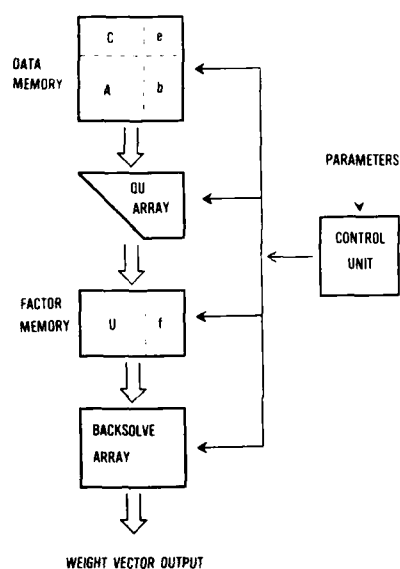 C e
DATA
MEMORY
A b
QU
ARRAY
PARAMETERS
CONTROL
UNIT
FACTOR
MEMORY
U f
BACKSOLVE
ARRAY
WEIGHT VECTOR OUTPUT